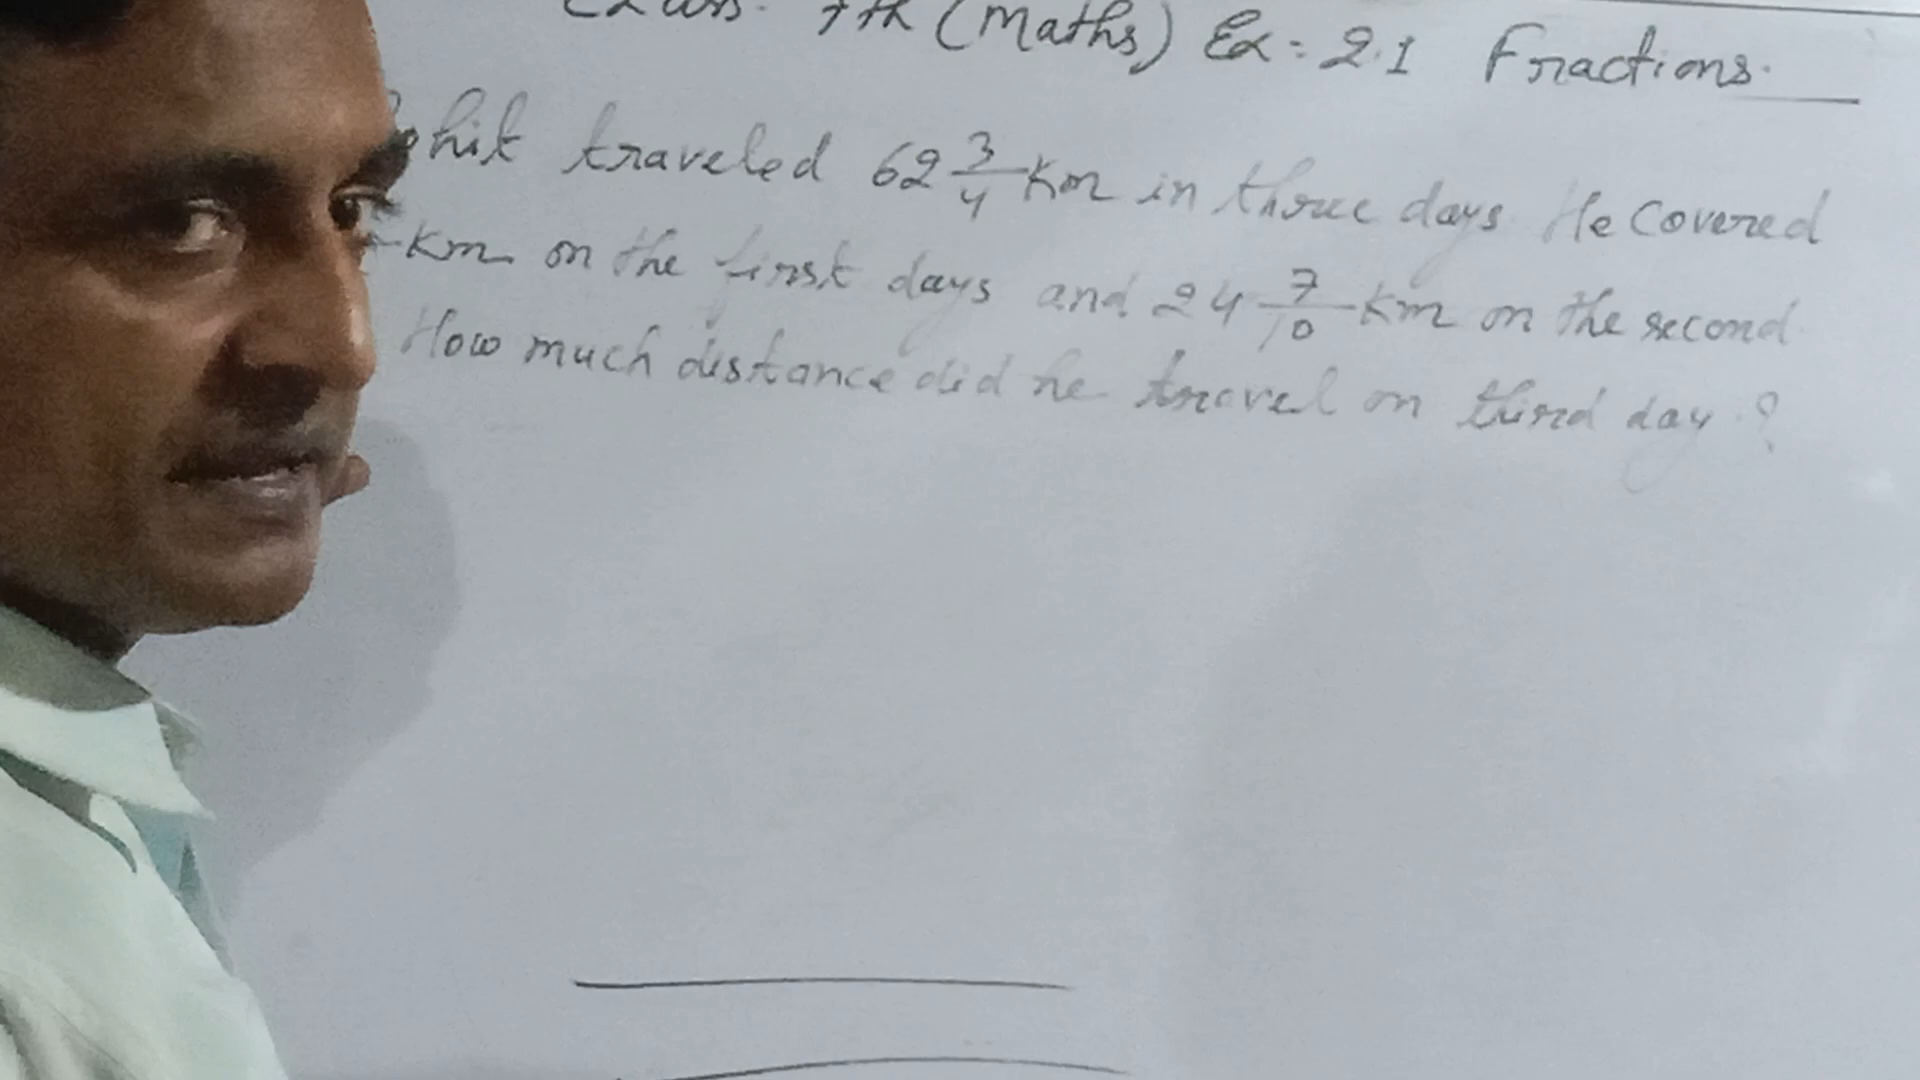 Class 7th (Maths) Ex = 2.1 Fractions.
traveled 62 3/4 Km in three days He Covered
Km on the first days and 24 7/10 Km on the second
How much distance did he travel on third day ?